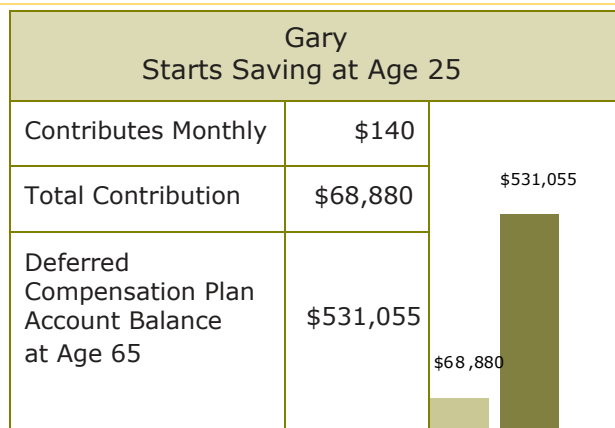 Gary
Starts Saving at Age 25
Contributes Monthly
$140
Total Contribution
$68,880
Deferred
Compensation Plan
Account Balance
at Age 65
$531,055
$531,055
$68,880